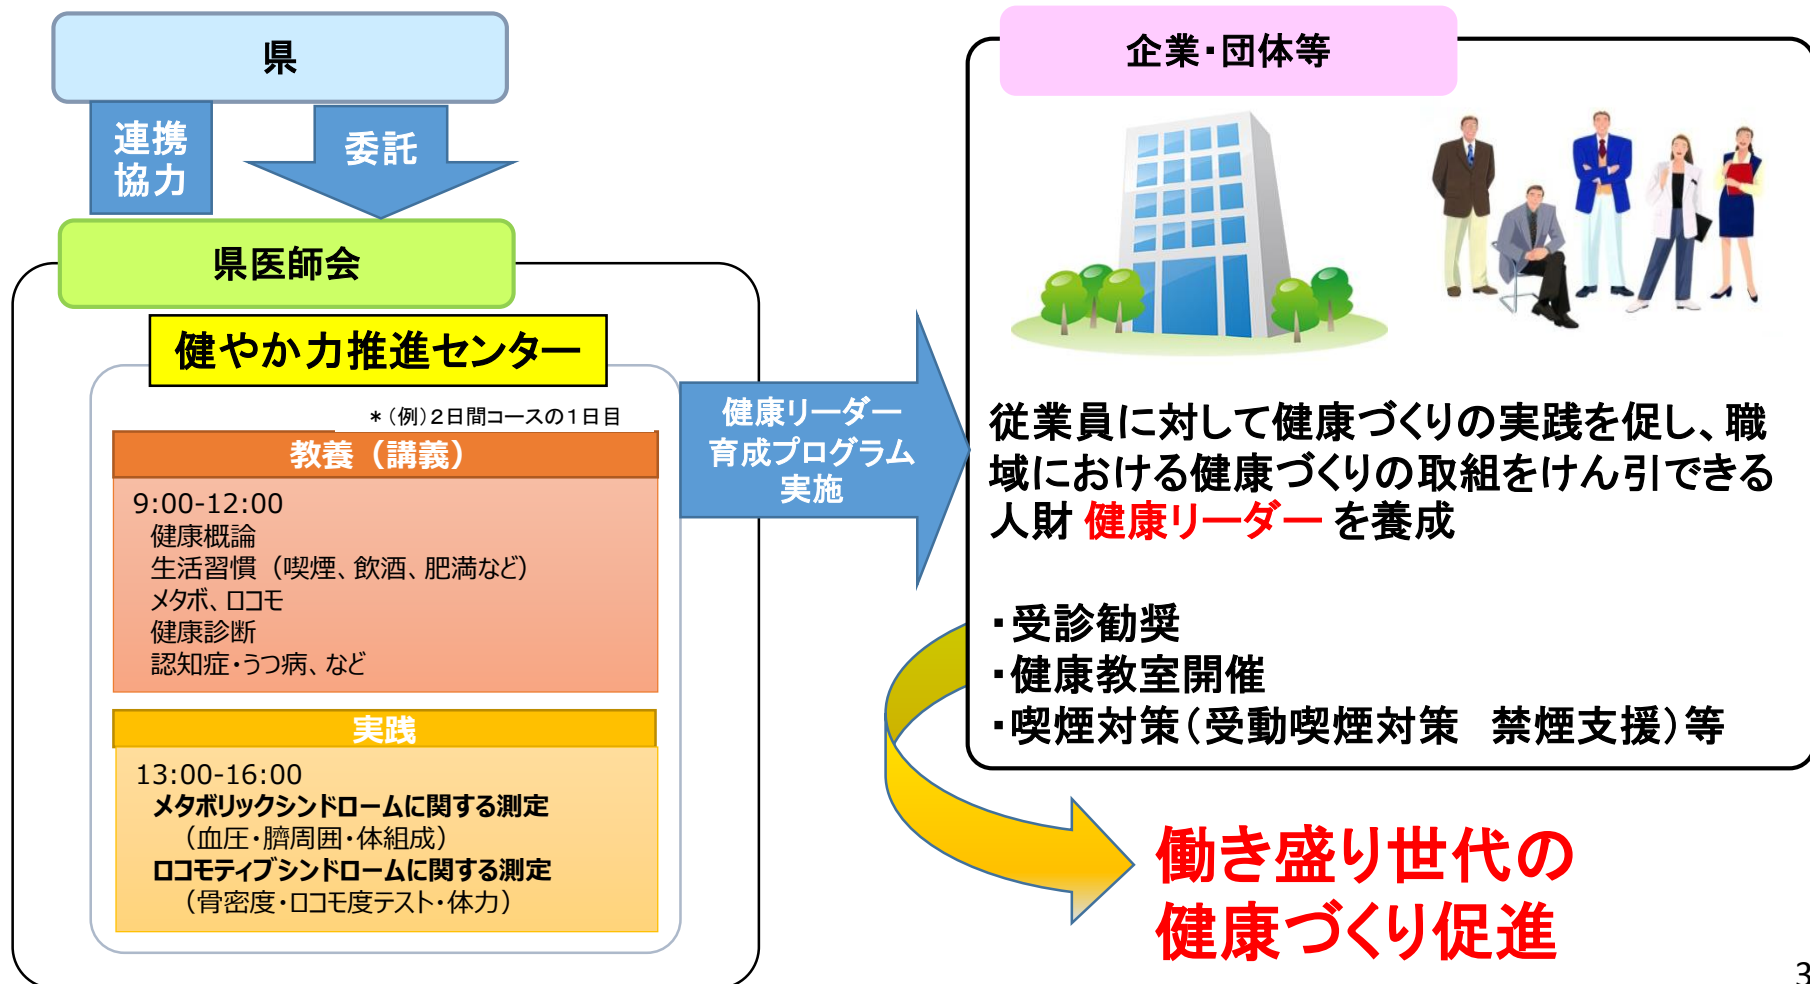 県
連携
協力
委託
県医師会
健やか力推進センター
*(例)2日間コースの1日目
教養（講義）
9:00-12:00
健康概論
生活習慣（喫煙、飲酒、肥満など）
メタボ、ロコモ
健康診断
認知症・うつ病、など
実践
13:00-16:00
メタボリックシンドロームに関する測定
（血圧・臍周囲・体組成）
ロコモティブシンドロームに関する測定
（骨密度・ロコモ度テスト・体力）
健康リーダー
育成プログラム
実施
企業・団体等
従業員に対して健康づくりの実践を促し、職
域における健康づくりの取組をけん引できる
人財 健康リーダー を養成
・受診勧奨
・健康教室開催
・喫煙対策（受動喫煙対策　禁煙支援）等
働き盛り世代の
健康づくり促進
3